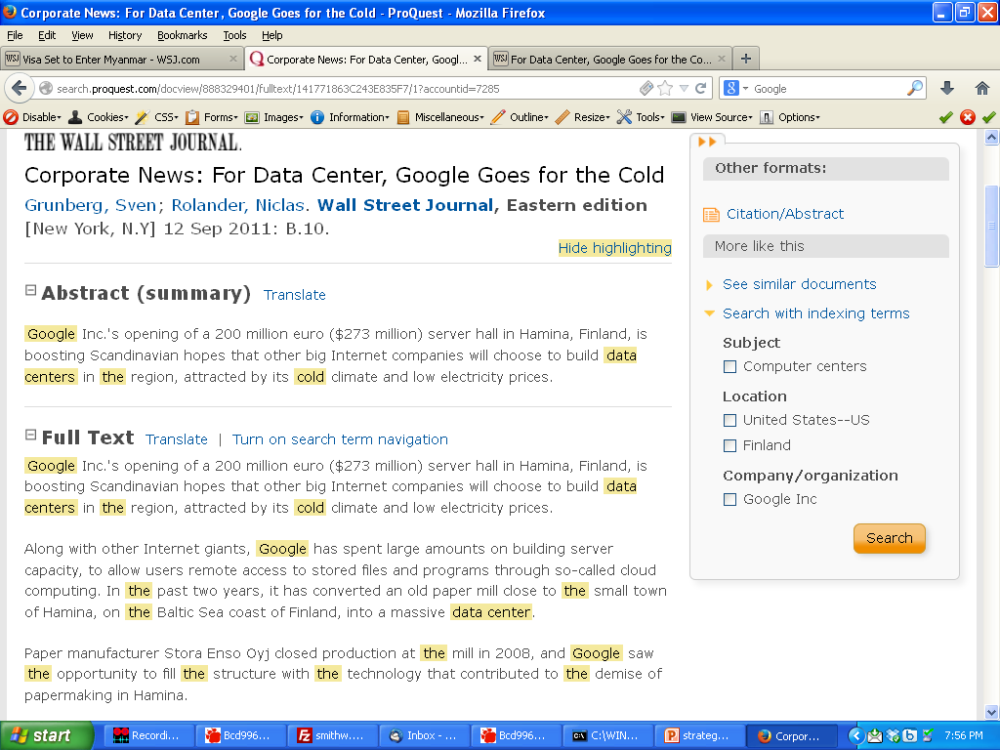 Corporate News: For Data Center, Google Goes for the Cold - ProQuest - Mozilla Firefox
File Edit View History Bookmarks Tools Help
WSJ Visa Set to Enter Myanmar - WSJ.com
Corporate News: For Data Center, Googl...
WSJ For Data Center, Google Goes for the Co...
search.proquest.com/docview/888329401/fulltext/141771863C243E835F7/1?accountid=7285
Google
Disable Cookies CSS Forms Images Information Miscellaneous Outline Resize Tools View Source Options
THE WALL STREET JOURNAL.
Corporate News: For Data Center, Google Goes for the Cold
Grunberg, Sven; Rolander, Niclas. Wall Street Journal, Eastern edition
[New York, N.Y] 12 Sep 2011: B.10.
Hide highlighting
Abstract (summary) Translate
Google Inc.'s opening of a 200 million euro ($273 million) server hall in Hamina, Finland, is
boosting Scandinavian hopes that other big Internet companies will choose to build data
centers in the region, attracted by its cold climate and low electricity prices.
Full Text Translate | Turn on search term navigation
Google Inc.'s opening of a 200 million euro ($273 million) server hall in Hamina, Finland, is
boosting Scandinavian hopes that other big Internet companies will choose to build data
centers in the region, attracted by its cold climate and low electricity prices.
Along with other Internet giants, Google has spent large amounts on building server
capacity, to allow users remote access to stored files and programs through so-called cloud
computing. In the past two years, it has converted an old paper mill close to the small town
of Hamina, on the Baltic Sea coast of Finland, into a massive data center.
Paper manufacturer Stora Enso Oyj closed production at the mill in 2008, and Google saw
the opportunity to fill the structure with the technology that contributed to the demise of
papermaking in Hamina.
Other formats:
Citation/Abstract
More like this
See similar documents
Search with indexing terms
Subject
Computer centers
Location
United States--US
Finland
Company/organization
Google Inc
Search
start Recordi... Bcd996... smithw.... Inbox - ... Bcd996... C:\WIN... strateg... Corpor... 7:56 PM